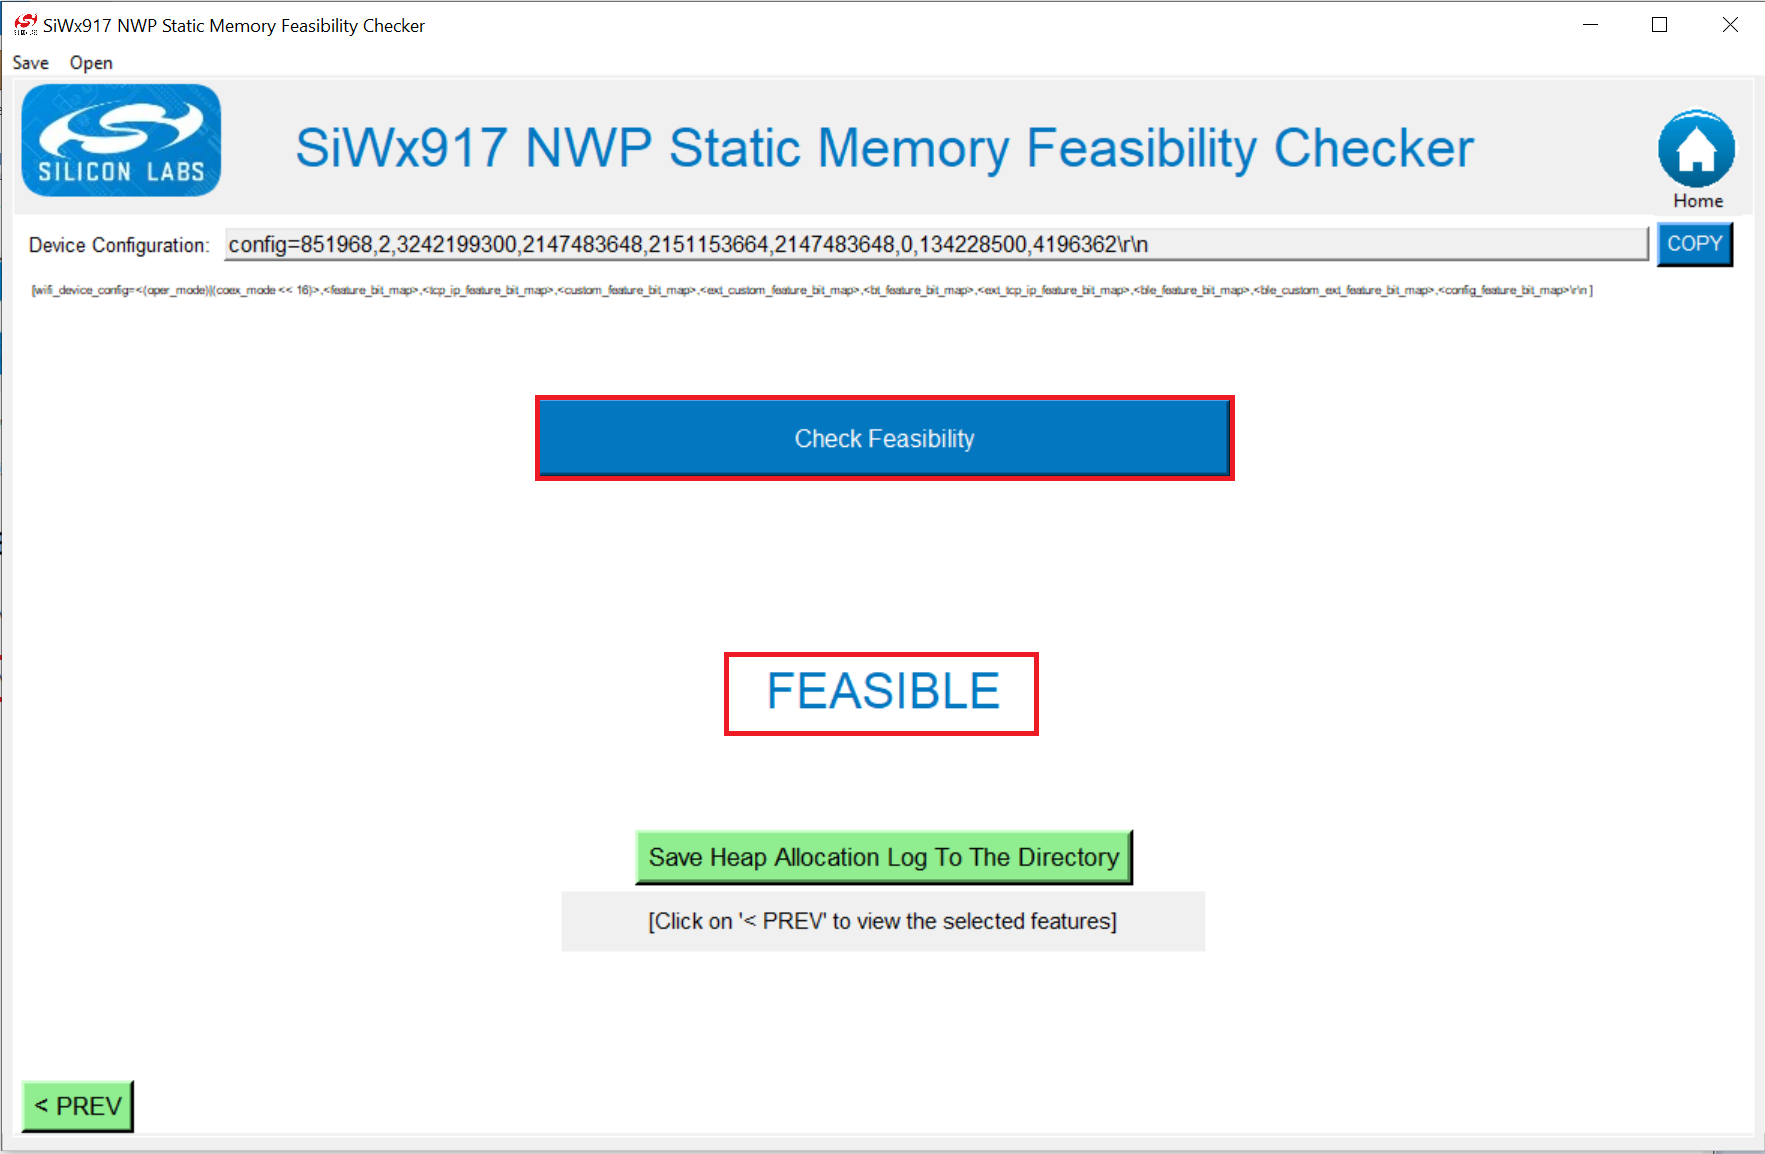 SiWx917 NWP Static Memory Feasibility Checker
Save Open
SILICON LABS
SiWx917 NWP Static Memory Feasibility Checker
Home
Device Configuration: config=851968,2,3242199300,2147483648,2151153664,2147483648,0,134228500,4196362\r\n COPY
[wifi_device_config=<(oper_mode)|(coex_mode << 16)>,<feature_bit_map>,<tcp_ip_feature_bit_map>,<custom_feature_bit_map>,<ext_custom_feature_bit_map>,<bt_feature_bit_map>,<ext_tcp_ip_feature_bit_map>,<ble_feature_bit_map>,<ble_custom_ext_feature_bit_map>,<config_feature_bit_map>\r\n ]
Check Feasibility
FEASIBLE
Save Heap Allocation Log To The Directory
[Click on '< PREV' to view the selected features]
< PREV